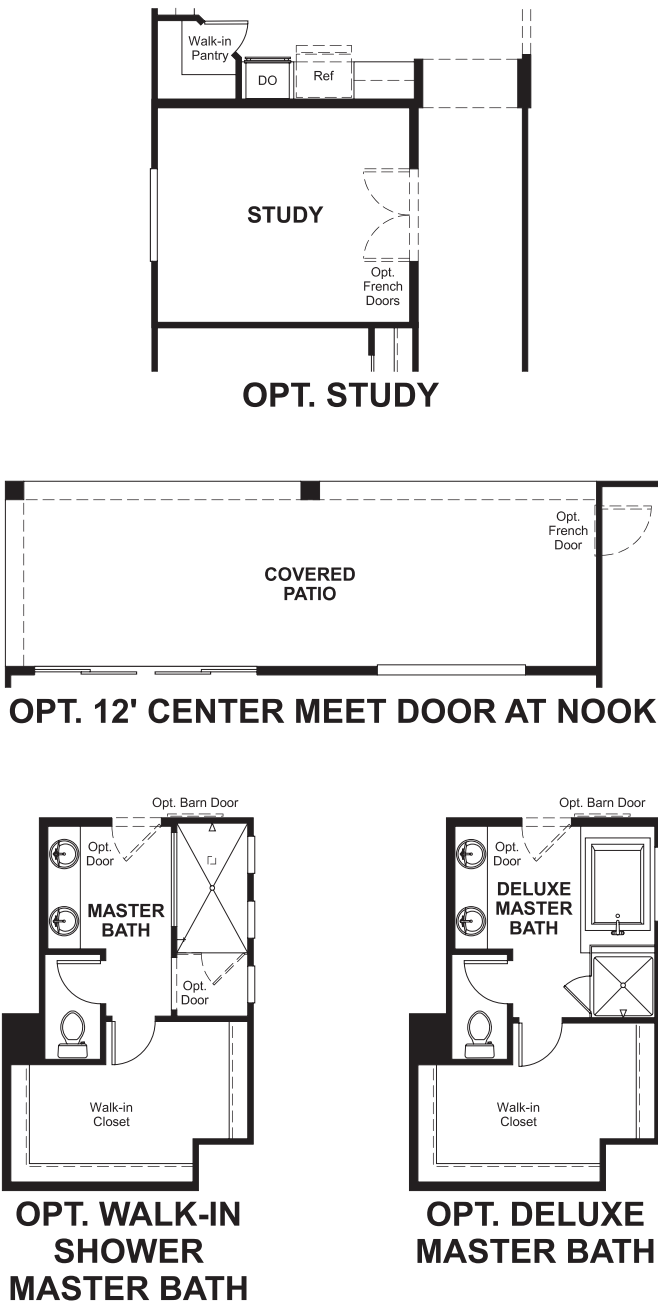 Walk-in
Pantry
DO
Ref
STUDY
Opt.
French
Doors
OPT. STUDY
Opt.
French
Door
COVERED
PATIO
OPT. 12' CENTER MEET DOOR AT NOOK
Opt. Barn Door
Opt.
Door
MASTER
BATH
Opt.
Door
Walk-in
Closet
OPT. WALK-IN
SHOWER
MASTER BATH
Opt. Barn Door
Opt.
Door
DELUXE
MASTER
BATH
Walk-in
Closet
OPT. DELUXE
MASTER BATH